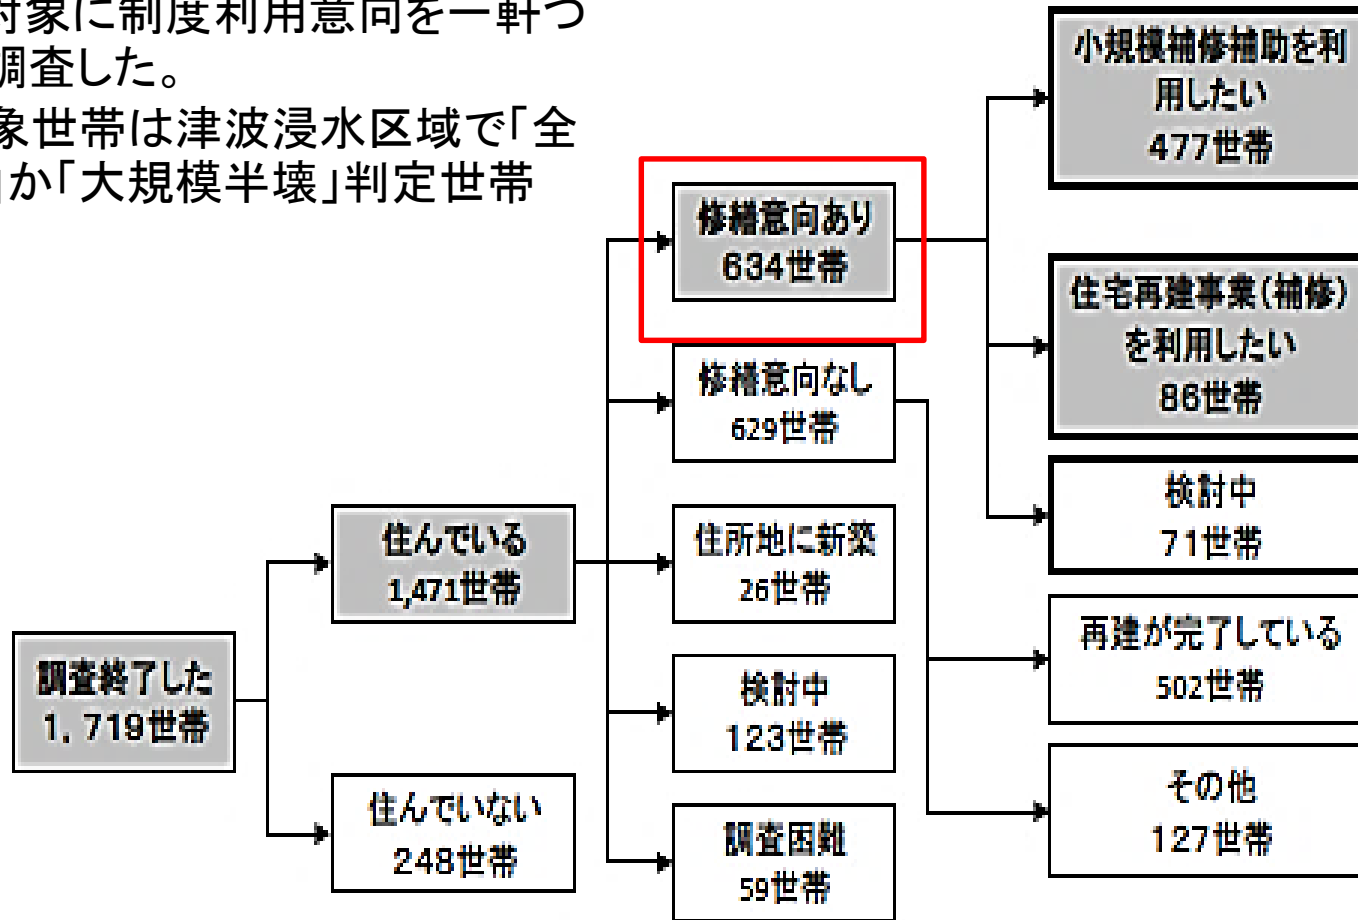 対象に制度利用意向を一軒つ
調査した。
象世帯は津波浸水区域で「全
」か「大規模半壊」判定世帯
調査終了した
1,719世帯
住んでいる
1,471世帯
住んでいない
248世帯
修繕意向あり
634世帯
修繕意向なし
629世帯
住所地に新築
26世帯
検討中
123世帯
調査困難
59世帯
小規模補修補助を利
用したい
477世帯
住宅再建事業(補修)
を利用したい
86世帯
検討中
71世帯
再建が完了している
502世帯
その他
127世帯